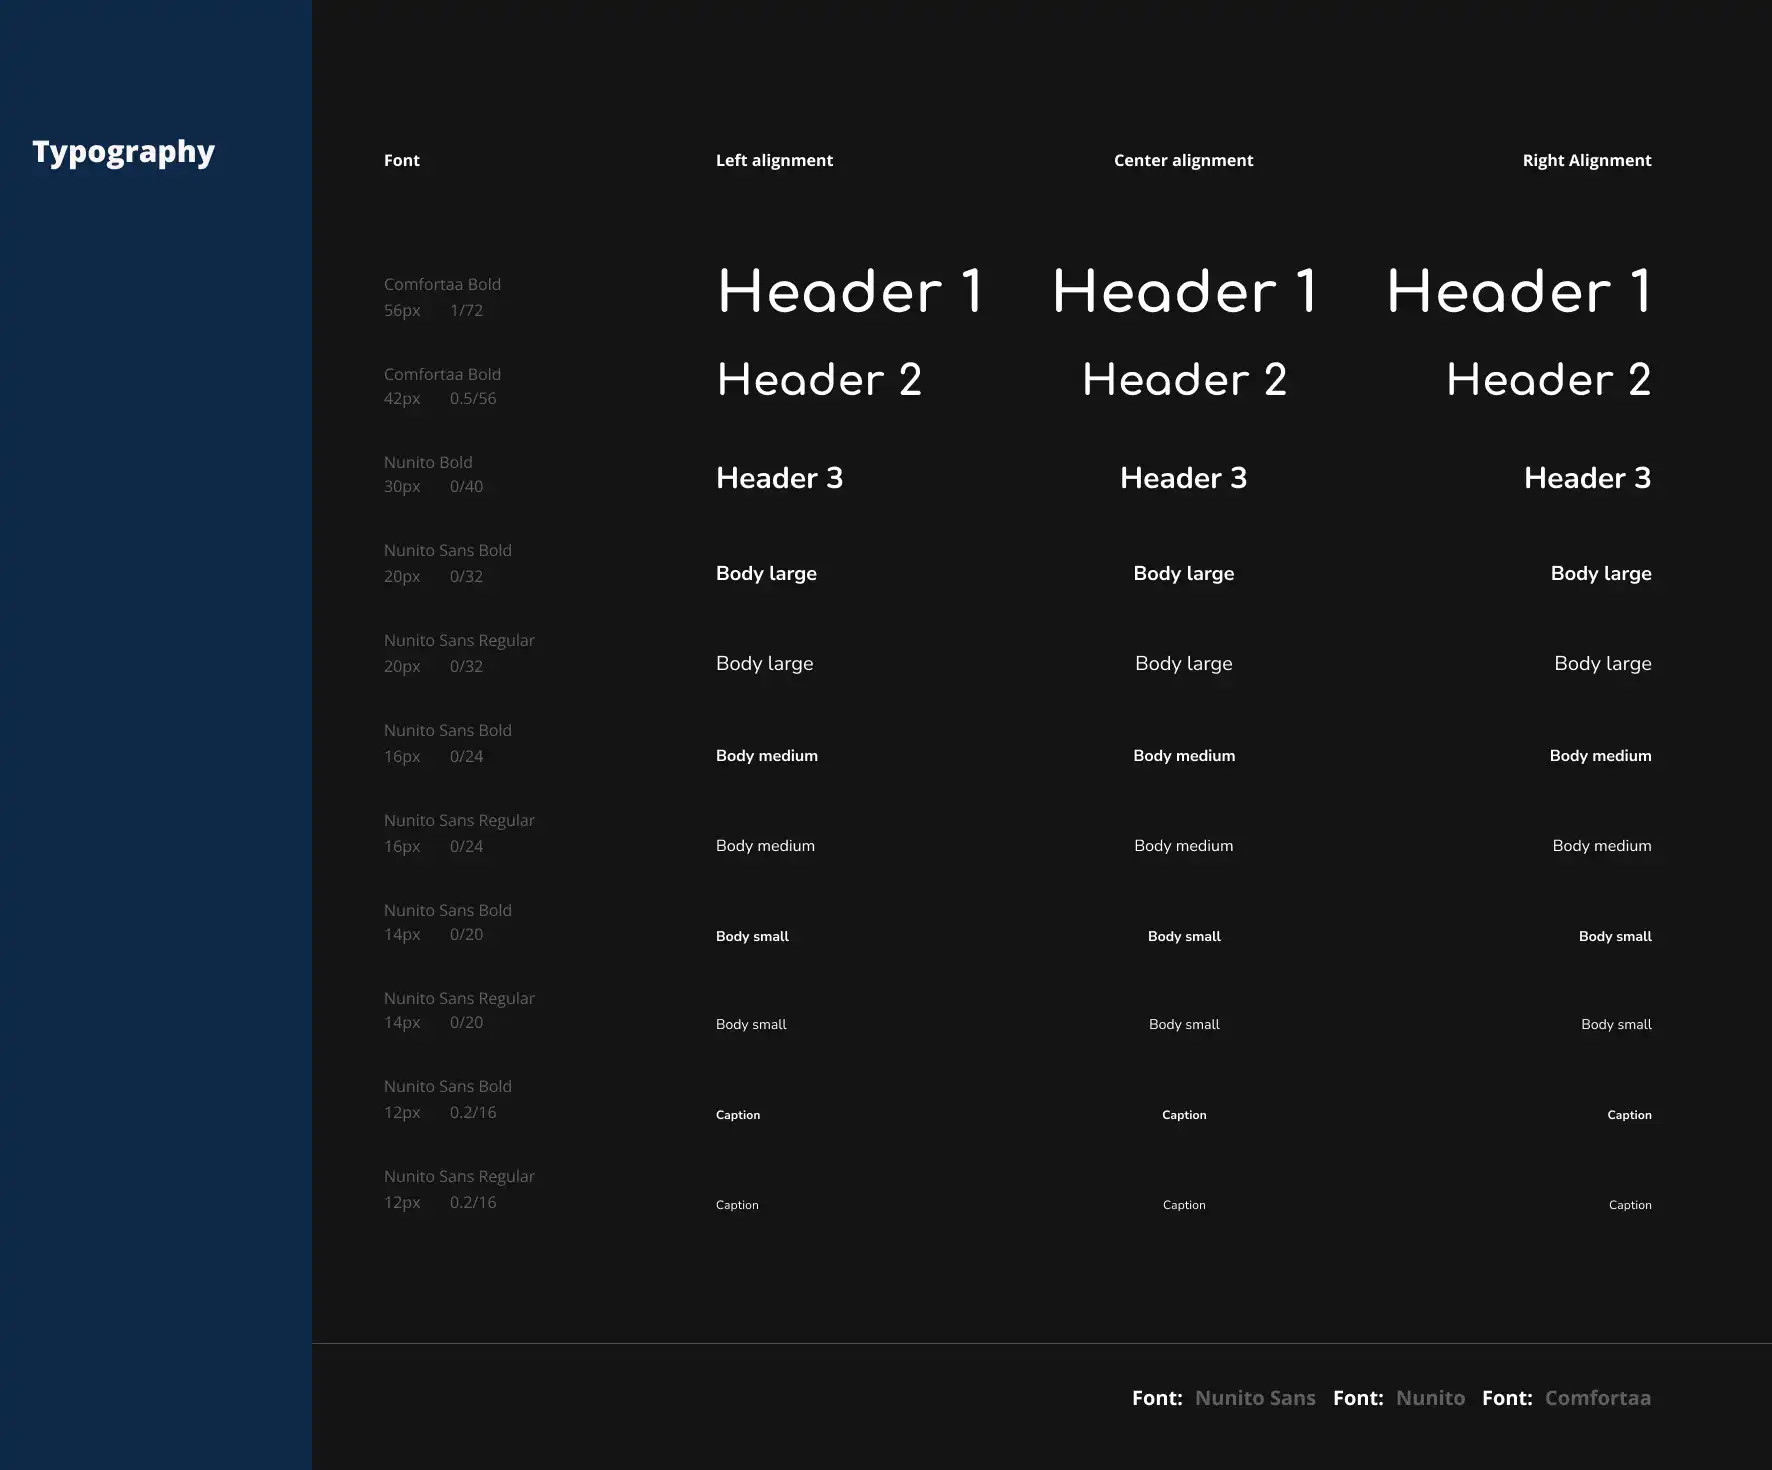 Typography
Font Left alignment Center alignment Right Alignment
Comfortaa Bold
56px 1/72
Header 1 Header 1 Header 1
Comfortaa Bold
42px 0.5/56
Header 2 Header 2 Header 2
Nunito Bold
30px 0/40
Header 3 Header 3 Header 3
Nunito Sans Bold
20px 0/32
Body large Body large Body large
Nunito Sans Regular
20px 0/32
Body large Body large Body large
Nunito Sans Bold
16px 0/24
Body medium Body medium Body medium
Nunito Sans Regular
16px 0/24
Body medium Body medium Body medium
Nunito Sans Bold
14px 0/20
Body small Body small Body small
Nunito Sans Regular
14px 0/20
Body small Body small Body small
Nunito Sans Bold
12px 0.2/16
Caption Caption Caption
Nunito Sans Regular
12px 0.2/16
Caption Caption Caption
Font: Nunito Sans Font: Nunito Font: Comfortaa